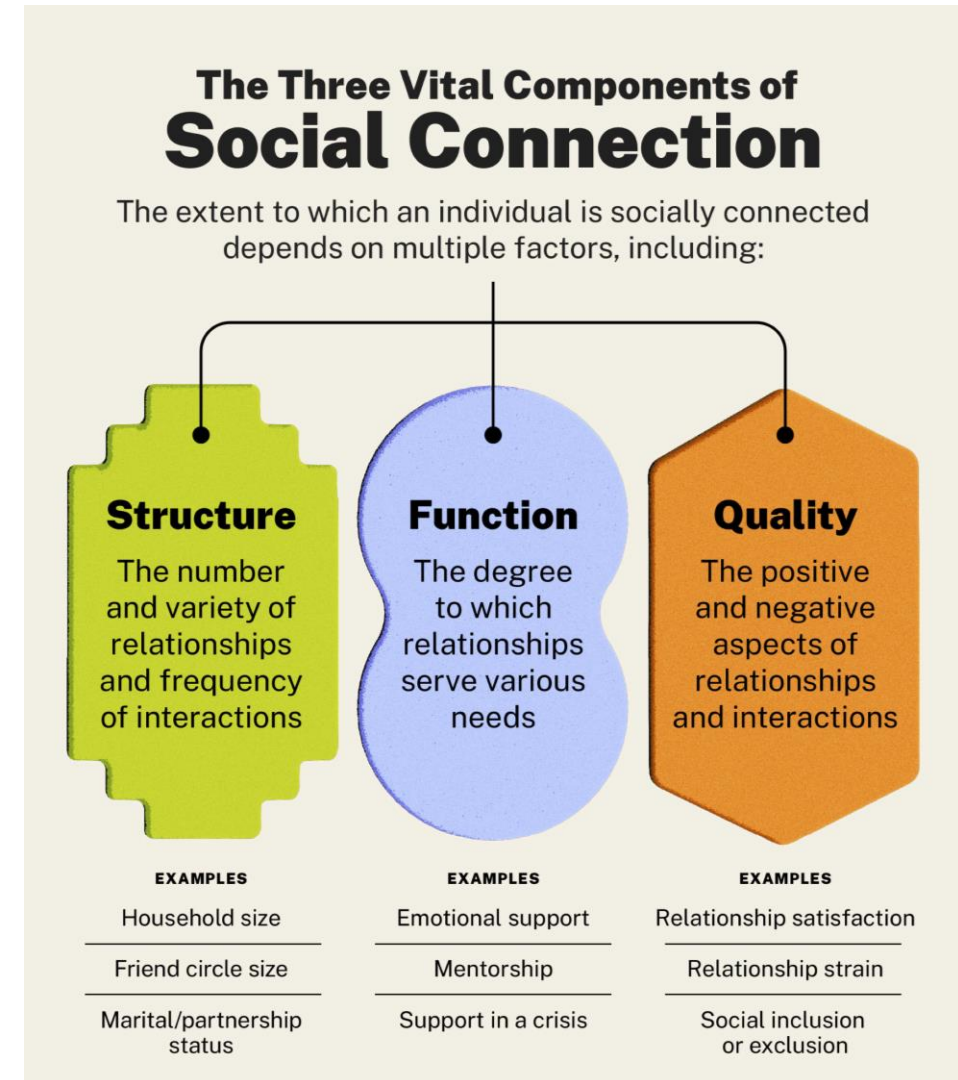 The Three Vital Components of
Social Connection
The extent to which an individual is socially connected
depends on multiple factors, including:
Structure
The number
and variety of
relationships
and frequency
of interactions
Function
The degree
to which
relationships
serve various
needs
Quality
The positive
and negative
aspects of
relationships
and interactions
EXAMPLES
Household size
Friend circle size
Marital/partnership
status
EXAMPLES
Emotional support
Mentorship
Support in a crisis
EXAMPLES
Relationship satisfaction
Relationship strain
Social inclusion
or exclusion